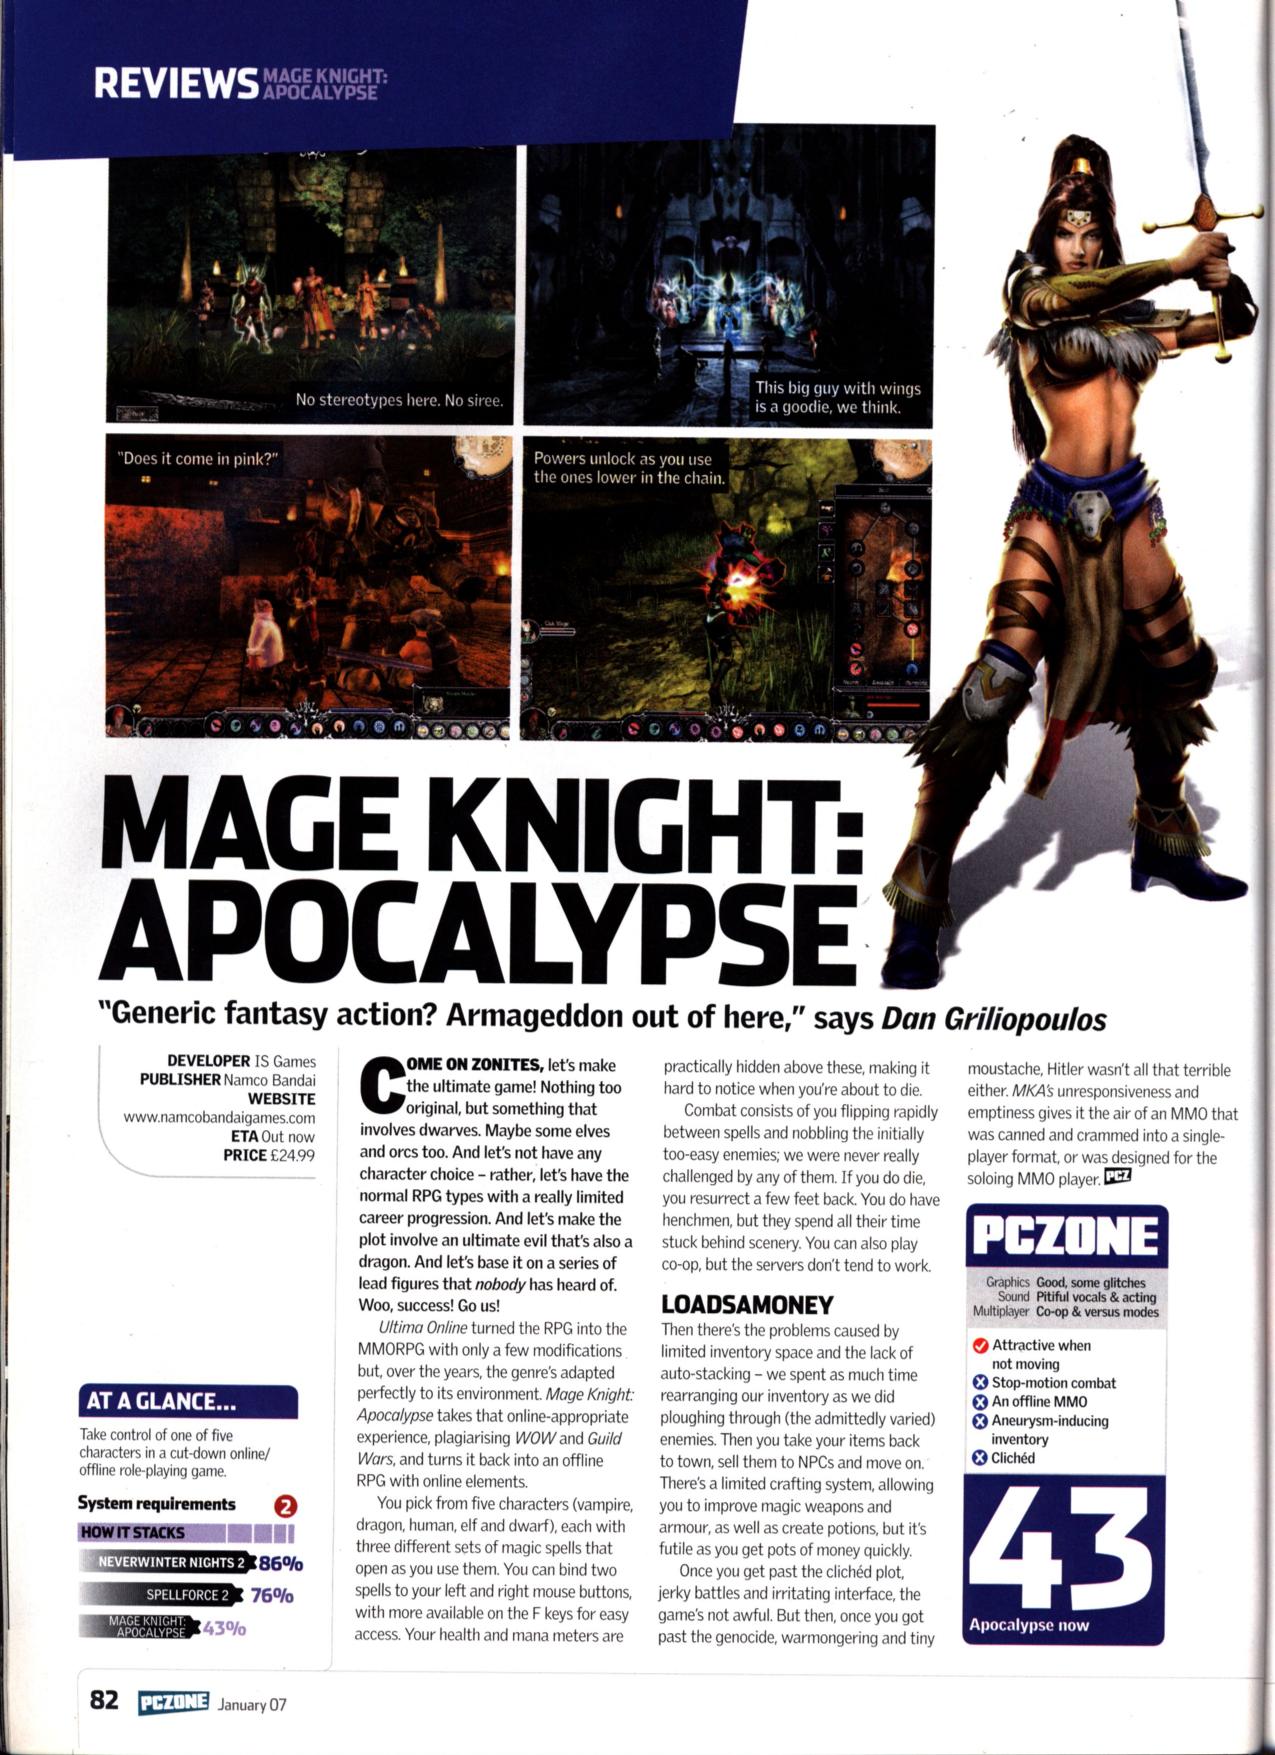 REVIEWS MAGE KNIGHT:
APOCALYPSE
No stereotypes here. No siree.
This big guy with wings
is a goodie, we think.
"Does it come in pink?"
Powers unlock as you use
the ones lower in the chain.
MAGE KNIGHT:
APOCALYPSE
"Generic fantasy action? Armageddon out of here," says Dan Griliopoulos
DEVELOPER IS Games
PUBLISHER Namco Bandai
WEBSITE
www.namcobandaigames.com
ETA Out now
PRICE £24.99
AT A GLANCE...
Take control of one of five
characters in a cut-down online/
offline role-playing game.
System requirements 2
HOW IT STACKS
NEVERWINTER NIGHTS 2 86%
SPELLFORCE 2 76%
MAGE KNIGHT:
APOCALYPSE 43%
COME ON ZONITES, let's make
the ultimate game! Nothing too
original, but something that
involves dwarves. Maybe some elves
and orcs too. And let's not have any
character choice – rather, let's have the
normal RPG types with a really limited
career progression. And let's make the
plot involve an ultimate evil that's also a
dragon. And let's base it on a series of
lead figures that nobody has heard of.
Woo, success! Go us!
Ultima Online turned the RPG into the
MMORPG with only a few modifications
but, over the years, the genre's adapted
perfectly to its environment. Mage Knight:
Apocalypse takes that online-appropriate
experience, plagiarising WOW and Guild
Wars, and turns it back into an offline
RPG with online elements.
You pick from five characters (vampire,
dragon, human, elf and dwarf), each with
three different sets of magic spells that
open as you use them. You can bind two
spells to your left and right mouse buttons,
with more available on the F keys for easy
access. Your health and mana meters are
practically hidden above these, making it
hard to notice when you're about to die.
Combat consists of you flipping rapidly
between spells and nobbling the initially
too-easy enemies; we were never really
challenged by any of them. If you do die,
you resurrect a few feet back. You do have
henchmen, but they spend all their time
stuck behind scenery. You can also play
co-op, but the servers don't tend to work.
LOADSAMONEY
Then there's the problems caused by
limited inventory space and the lack of
auto-stacking – we spent as much time
rearranging our inventory as we did
ploughing through (the admittedly varied)
enemies. Then you take your items back
to town, sell them to NPCs and move on.
There's a limited crafting system, allowing
you to improve magic weapons and
armour, as well as create potions, but it's
futile as you get pots of money quickly.
Once you get past the clichéd plot,
jerky battles and irritating interface, the
game's not awful. But then, once you got
past the genocide, warmongering and tiny
moustache, Hitler wasn't all that terrible
either. MKA's unresponsiveness and
emptiness gives it the air of an MMO that
was canned and crammed into a single-
player format, or was designed for the
soloing MMO player. PCZ
PCZONE
Graphics Good, some glitches
Sound Pitiful vocals & acting
Multiplayer Co-op & versus modes
Attractive when
not moving
Stop-motion combat
An offline MMO
Aneurysm-inducing
inventory
Clichéd
43
Apocalypse now
82 PCZONE January 07